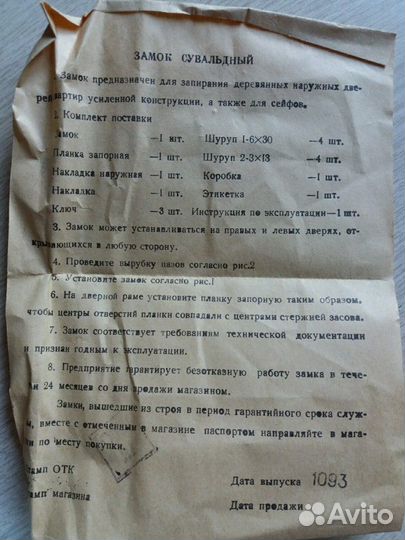 ЗАМОК СУВАЛЬДНЫЙ
Замок предназначен для запирания деревянных наружных две-
рей квартир усиленной конструкции, а также для сейфов.
1. Комплект поставки
Замок —1 шт. Шуруп 1-6×30 —4 шт.
Планка запорная —1 шт. Шуруп 2-3×13 —4 шт.
Накладка наружная —1 шт. Коробка —1 шт.
Накладка —1 шт. Этикетка —1 шт.
Ключ —3 шт. Инструкция по эксплуатации—1 шт.
3. Замок может устанавливаться на правых и левых дверях, от-
крывающихся в любую сторону.
4. Проведите вырубку пазов согласно рис.2
5. Установите замок согласно рис.1
6. На дверной раме установите планку запорную таким образом,
чтобы центры отверстий планки совпадали с центрами стержней засова.
7. Замок соответствует требованиям технической документации
и признан годным к эксплуатации.
8. Предприятие гарантирует безотказную работу замка в тече-
ии 24 месяцев со дня продажи магазином.
Замки, вышедшие из строя в период гарантийного срока служ-
ы, вместе с отмеченным в магазине паспортом направляйте в мага-
н по месту покупки.
тамп ОТК
Дата выпуска 1093
амп магазина
Дата продажи
Avito